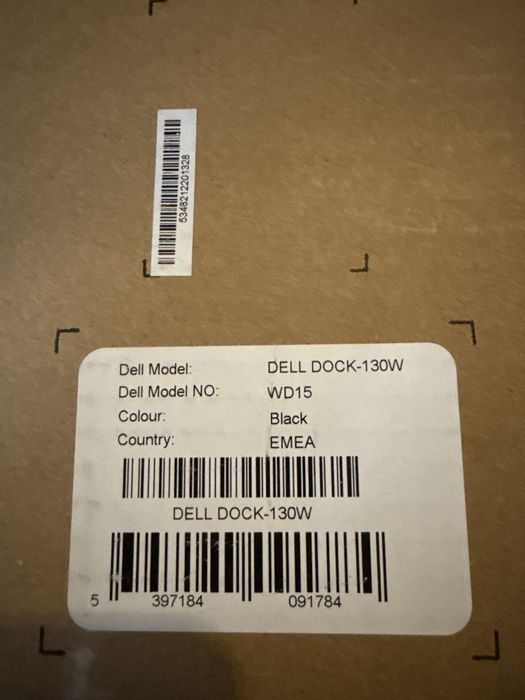 5348212201328
Dell Model: DELL DOCK-130W
Dell Model NO: WD15
Colour: Black
Country: EMEA
DELL DOCK-130W
5 397184 091784